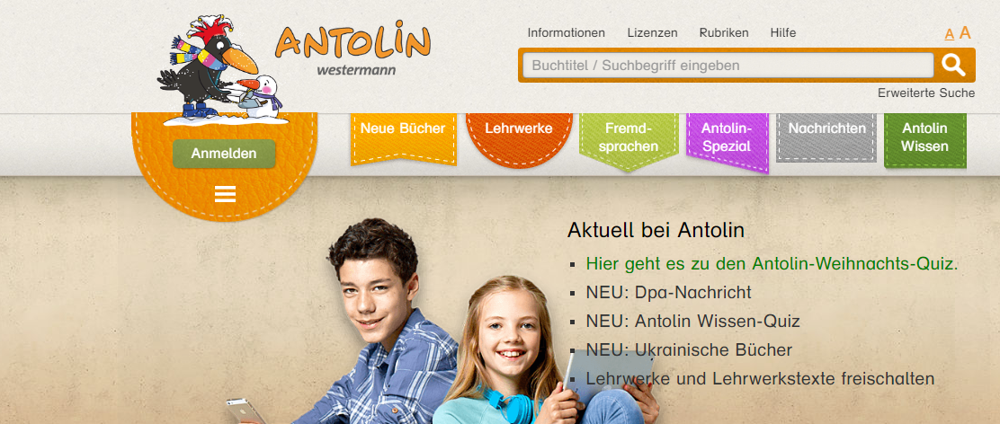 ANTOLIN
westermann
Informationen Lizenzen Rubriken Hilfe A A
Buchtitel / Suchbegriff eingeben
Erweiterte Suche
Anmelden
Neue Bücher
Lehrwerke
Fremd-
sprachen
Antolin-
Spezial
Nachrichten
Antolin
Wissen
Aktuell bei Antolin
Hier geht es zu den Antolin-Weihnachts-Quiz.
NEU: Dpa-Nachricht
NEU: Antolin Wissen-Quiz
NEU: Ukrainische Bücher
Lehrwerke und Lehrwerkstexte freischalten